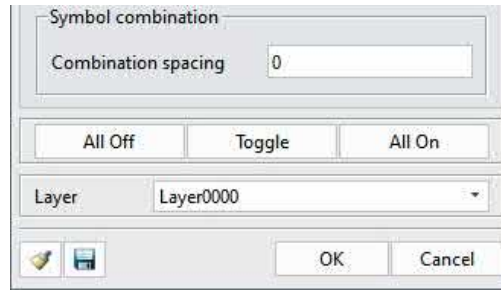 Symbol combination
Combination spacing 0
All Off Toggle All On
Layer Layer0000
OK Cancel